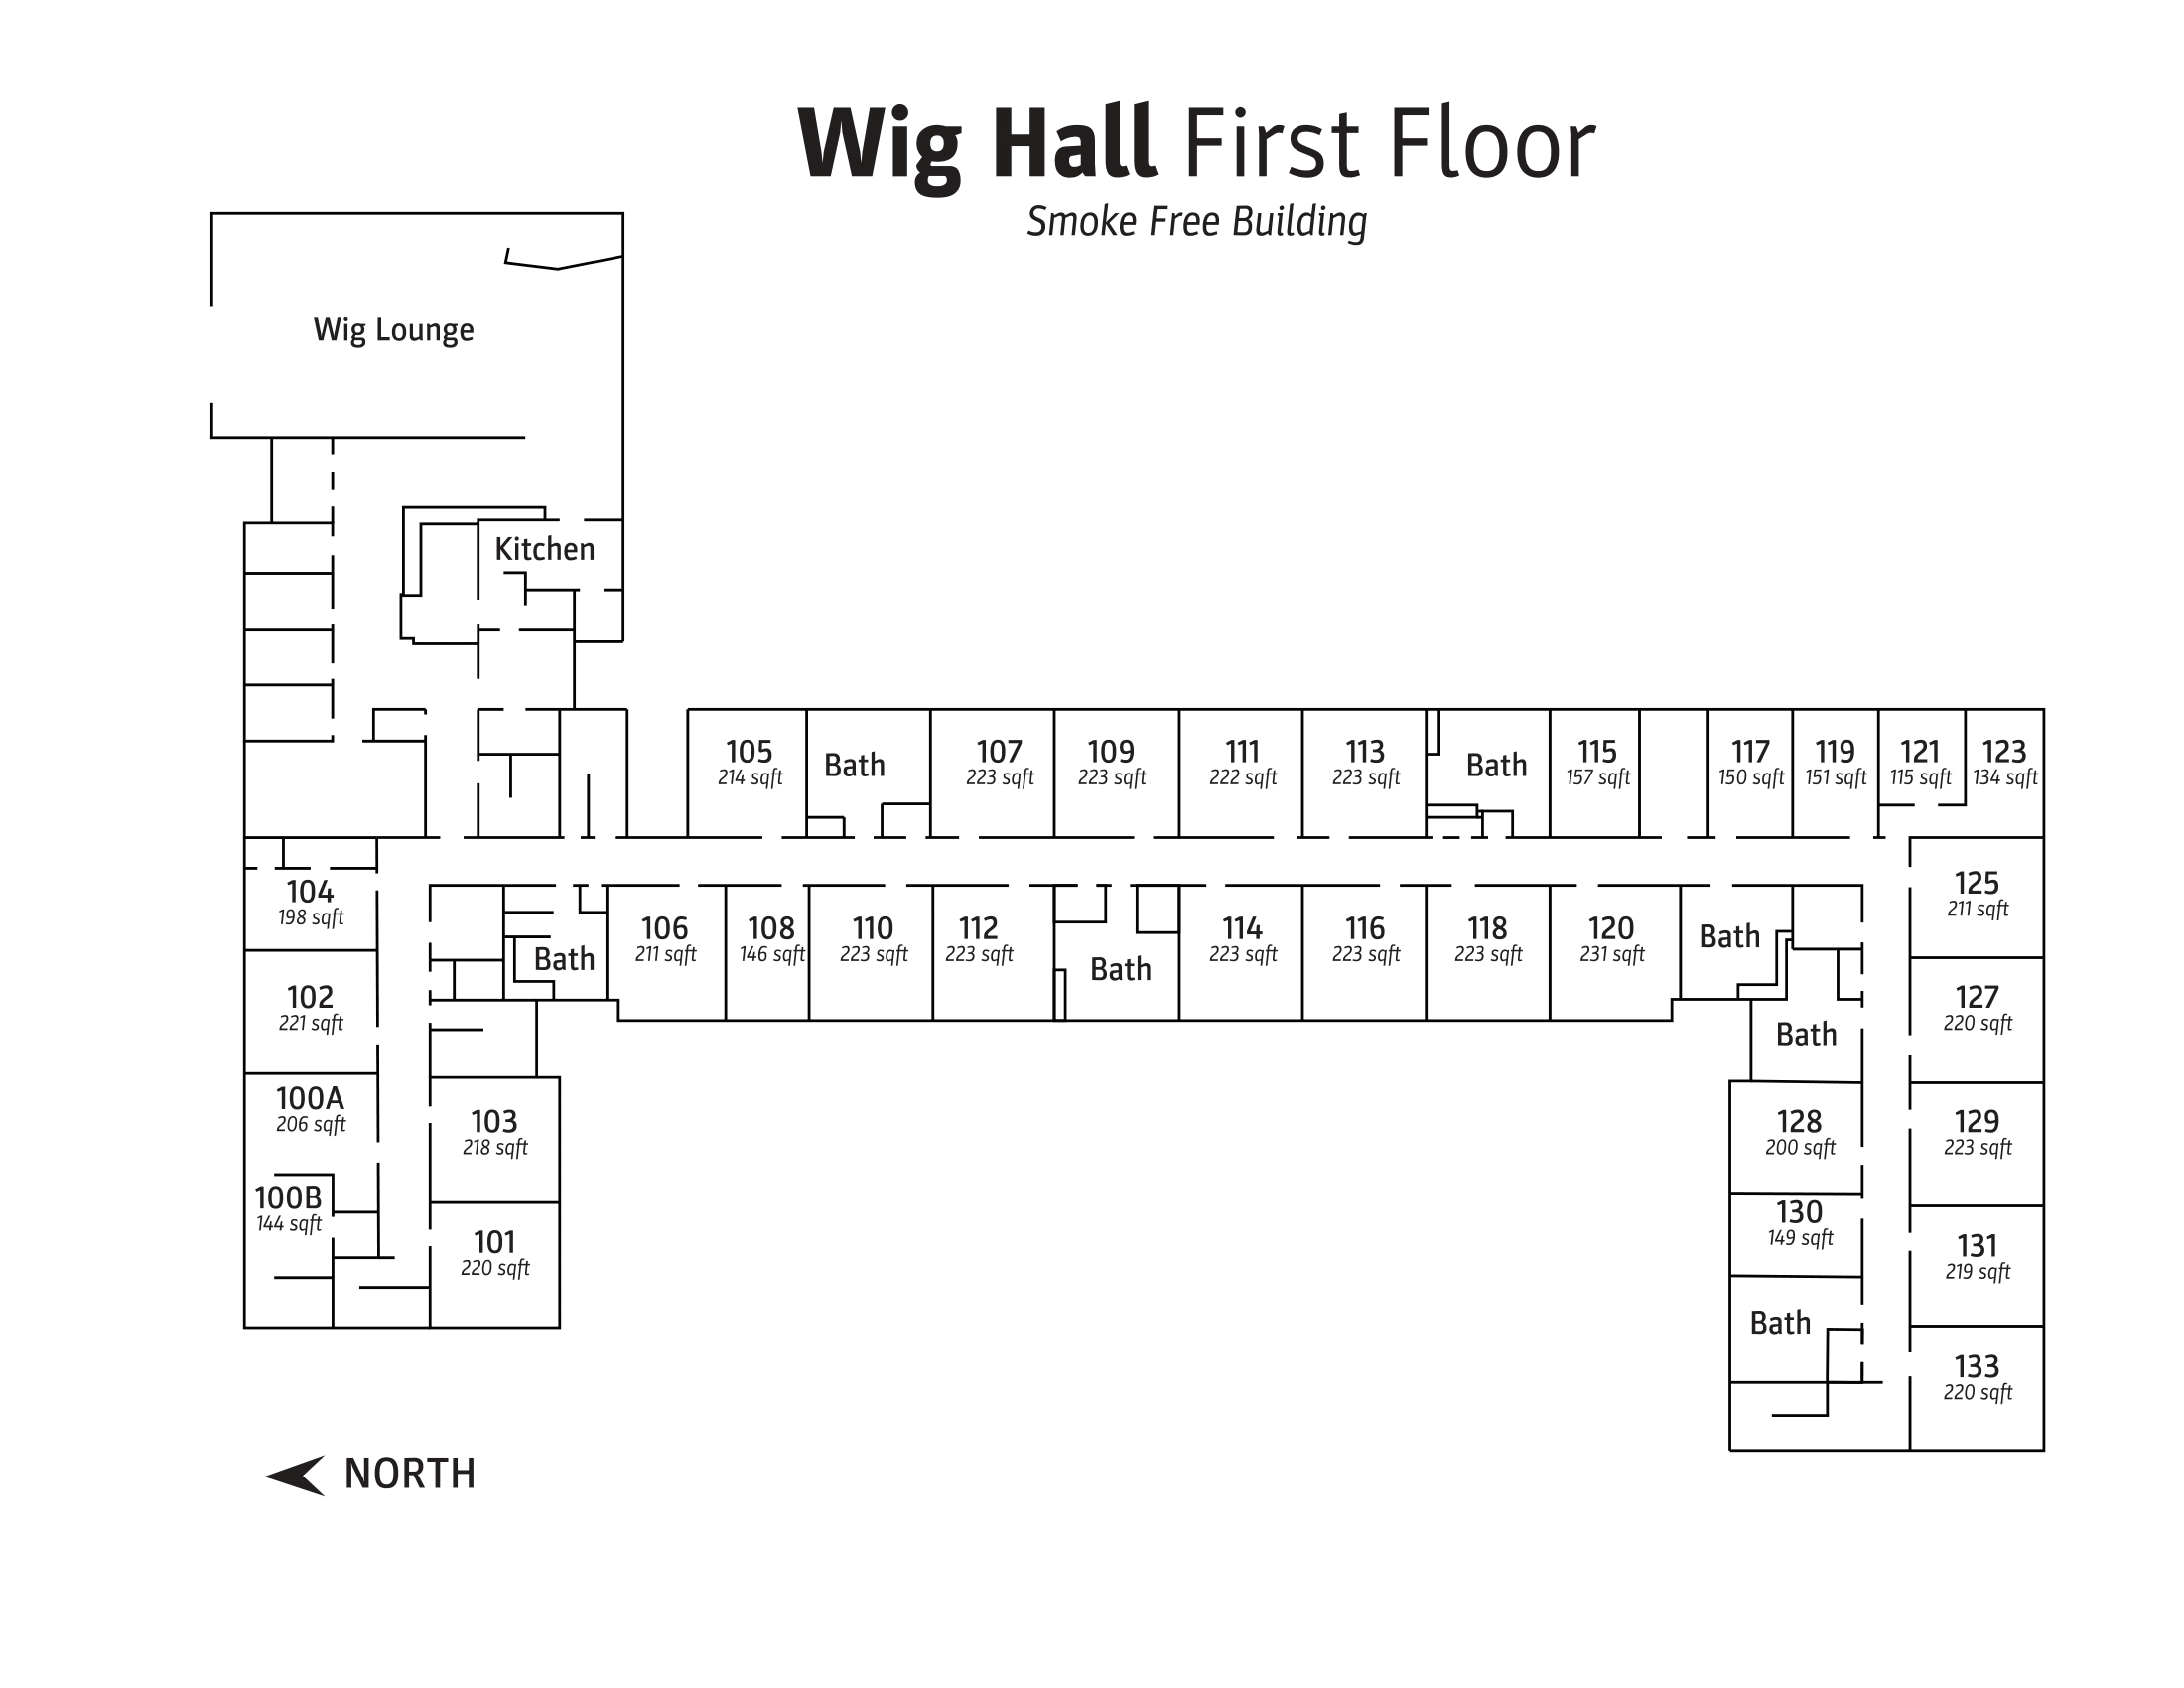 Wig Hall First Floor
Smoke Free Building
Wig Lounge
Kitchen
105
214 sqft
Bath
107
223 sqft
109
223 sqft
111
222 sqft
113
223 sqft
Bath
115
157 sqft
117
150 sqft
119
151 sqft
121
115 sqft
123
134 sqft
104
198 sqft
102
221 sqft
100A
206 sqft
100B
144 sqft
103
218 sqft
101
220 sqft
Bath
106
211 sqft
108
146 sqft
110
223 sqft
112
223 sqft
Bath
114
223 sqft
116
223 sqft
118
223 sqft
120
231 sqft
Bath
Bath
128
200 sqft
130
149 sqft
Bath
125
211 sqft
127
220 sqft
129
223 sqft
131
219 sqft
133
220 sqft
NORTH